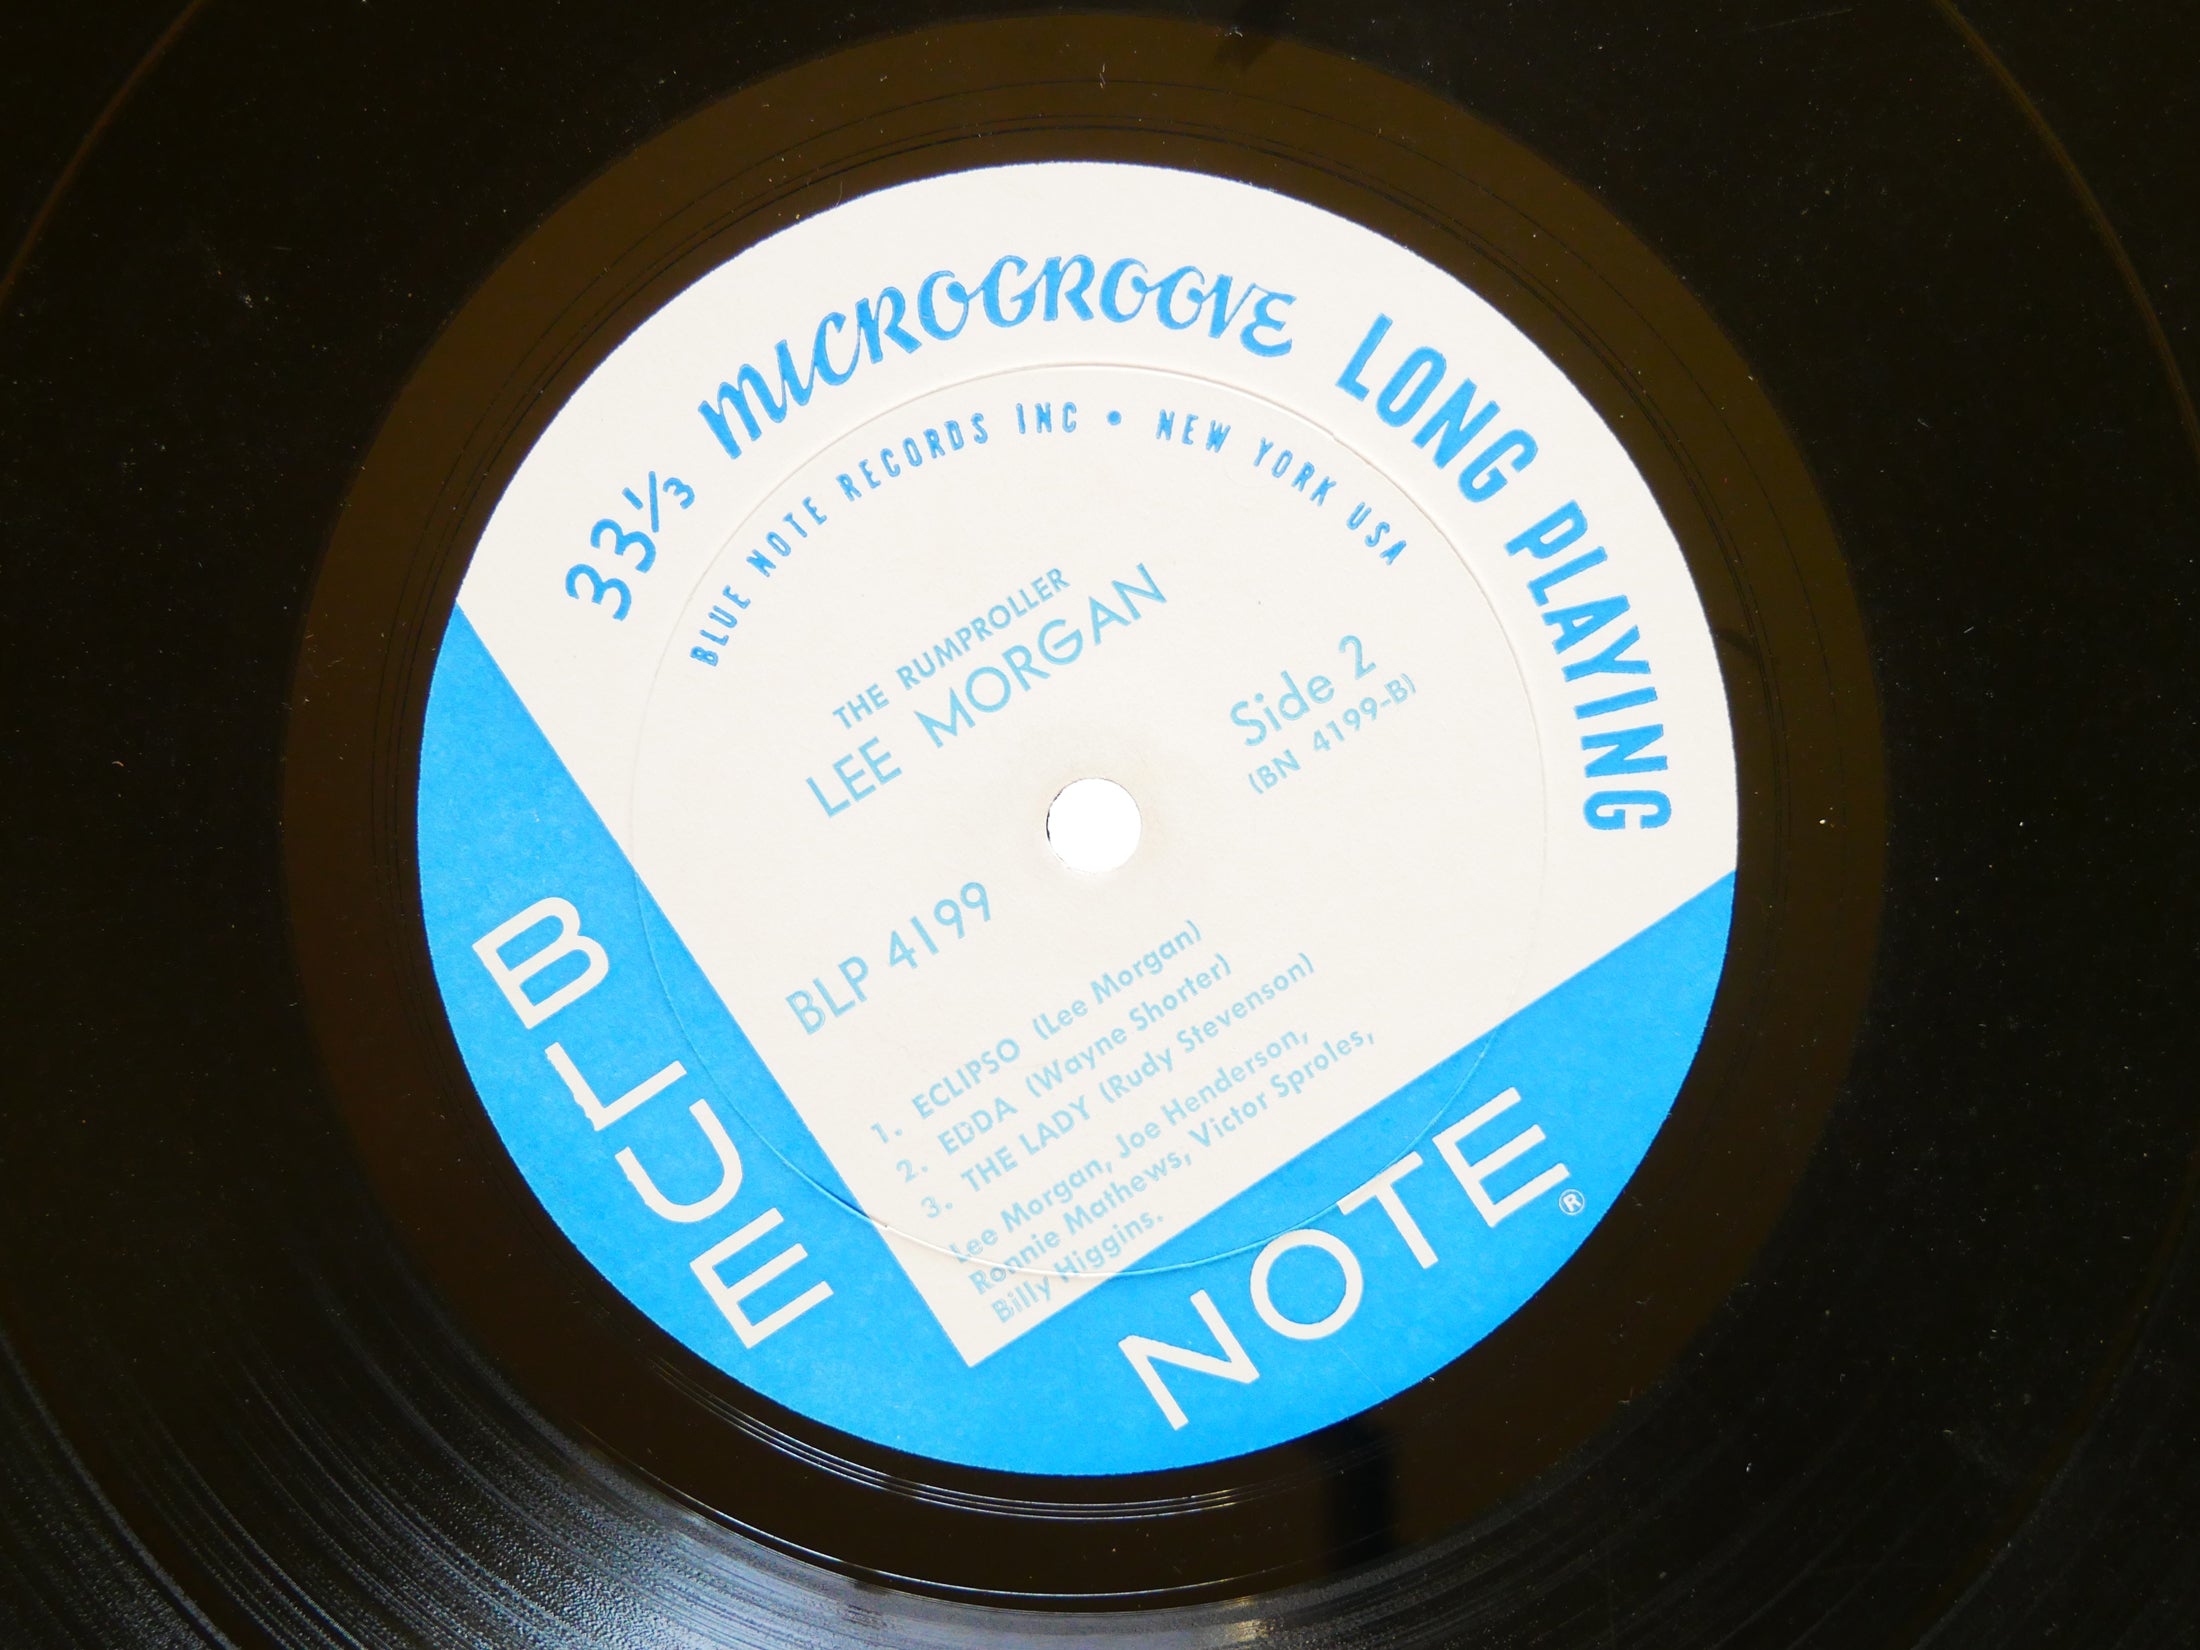 33⅓ MICROGROOVE LONG PLAYING
BLUE NOTE RECORDS INC • NEW YORK USA
THE RUMPROLLER
LEE MORGAN
Side 2
(BN 4199-B)
BLP 4199
1. ECLIPSO (Lee Morgan)
2. EDDA (Wayne Shorter)
3. THE LADY (Rudy Stevenson)
Lee Morgan, Joe Henderson,
Ronnie Mathews, Victor Sproles,
Billy Higgins.
BLUE
NOTE®